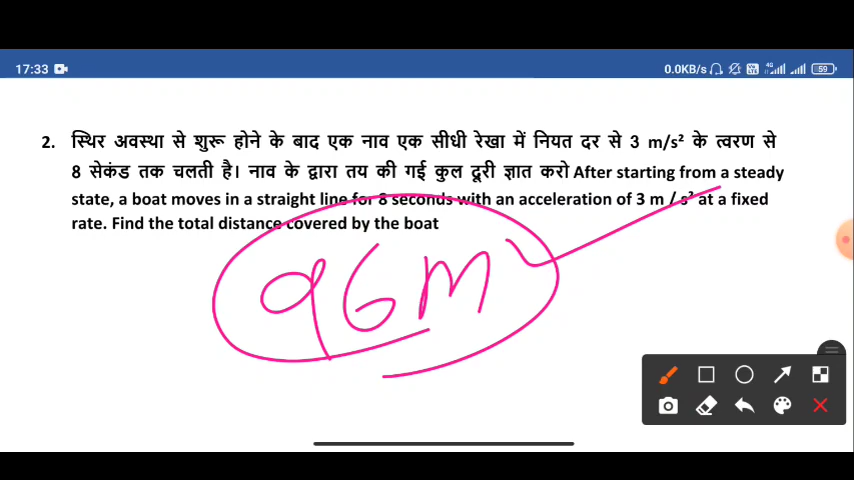 17:33
0.0KB/s
4G
59
2. स्थिर अवस्था से शुरू होने के बाद एक नाव एक सीधी रेखा में नियत दर से 3 m/s² के त्वरण से
8 सेकंड तक चलती है। नाव के द्वारा तय की गई कुल दूरी ज्ञात करो After starting from a steady
state, a boat moves in a straight line for 8 seconds with an acceleration of 3 m / s² at a fixed
rate. Find the total distance covered by the boat
96m